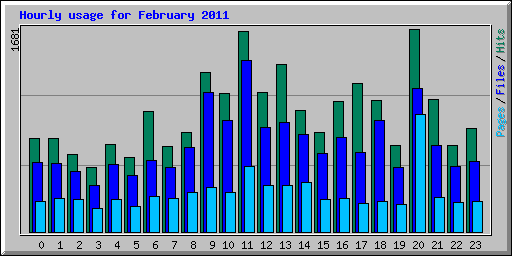 Hourly usage for February 2011
1681
Pages / Files / Hits
0 1 2 3 4 5 6 7 8 9 10 11 12 13 14 15 16 17 18 19 20 21 22 23